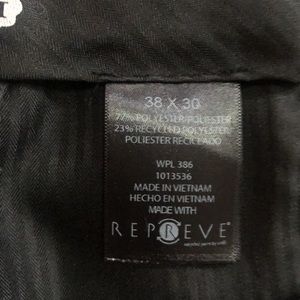 38 X 30
77% POLYESTER/POLIESTER
23% RECYCLED POLYESTER/
POLIESTER RECICLADO
WPL 386
1013536
MADE IN VIETNAM
HECHO EN VIETNAM
MADE WITH
REPREVE